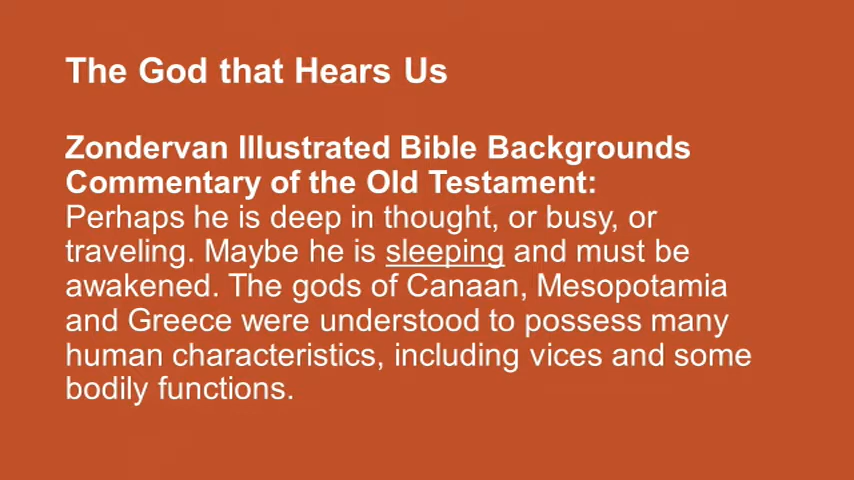 The God that Hears Us
Zondervan Illustrated Bible Backgrounds
Commentary of the Old Testament:
Perhaps he is deep in thought, or busy, or
traveling. Maybe he is sleeping and must be
awakened. The gods of Canaan, Mesopotamia
and Greece were understood to possess many
human characteristics, including vices and some
bodily functions.